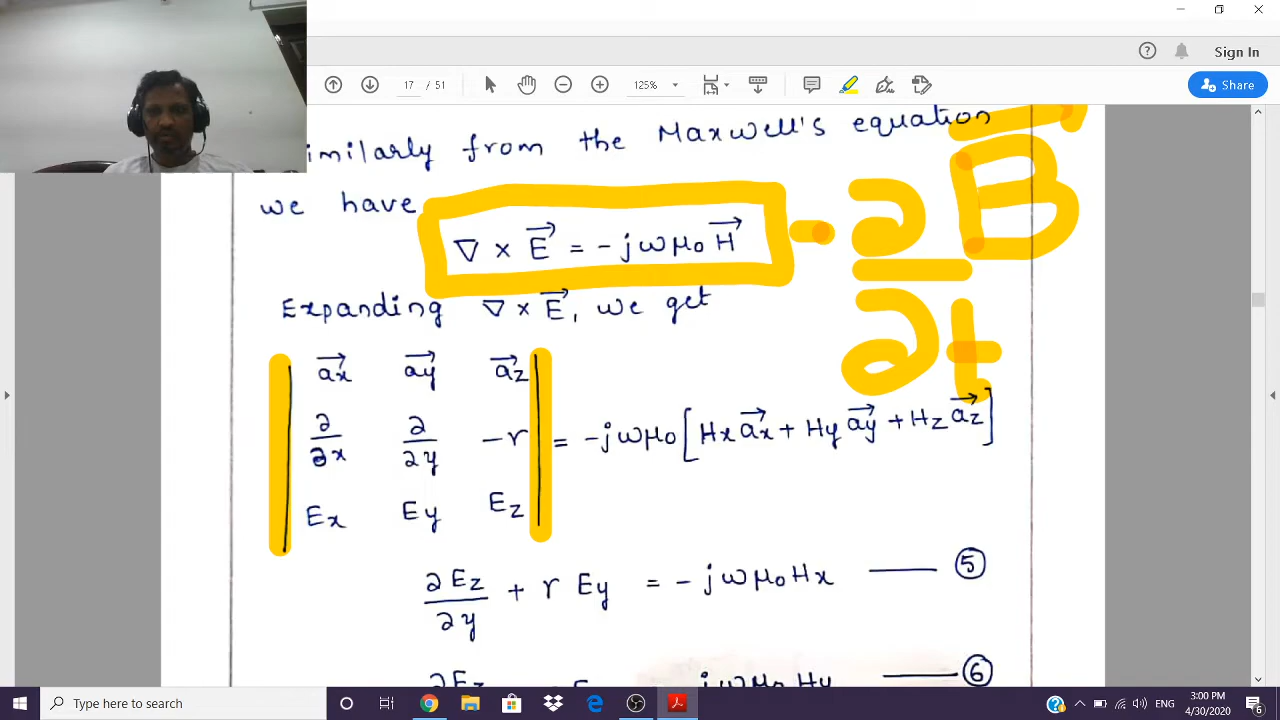 Sign In
17 / 51
125%
Share
imilarly from the Maxwell's equation
we have
∇ × E⃗ = -jωμ₀H⃗
- ∂B/∂t
Expanding ∇ × E⃗, we get
a⃗x a⃗y a⃗z
∂/∂x ∂/∂y -r = -jωμ₀[Hx a⃗x + Hy a⃗y + Hz a⃗z]
Ex Ey Ez
∂Ez/∂y + r Ey = -jωμ₀Hx —— ⑤
⑥
Type here to search
3:00 PM
4/30/2020